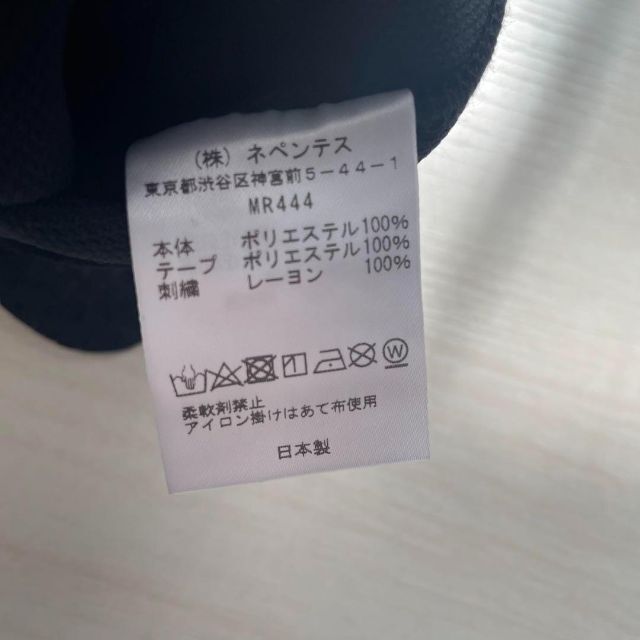 (株) ネペンテス
東京都渋谷区神宮前5-44-1
MR444
本体 ポリエステル100%
テープ ポリエステル100%
刺繍 レーヨン 100%
W
柔軟剤禁止
アイロン掛けはあて布使用
日本製